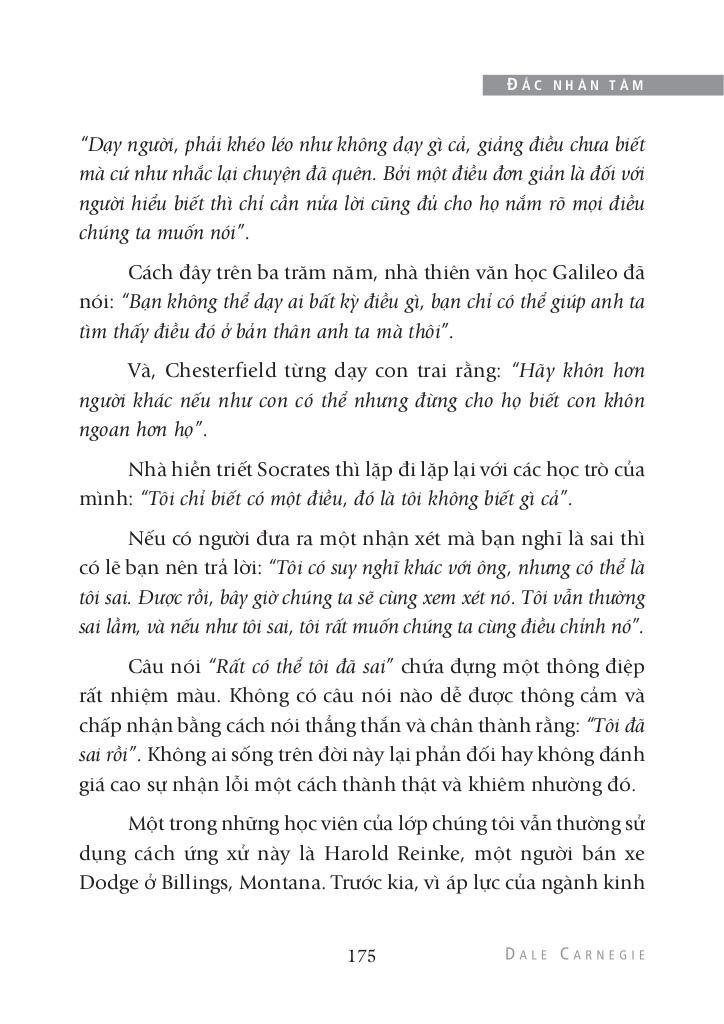 ĐẮC NHÂN TÂM
“Dạy người, phải khéo léo như không dạy gì cả, giảng điều chưa biết
mà cứ như nhắc lại chuyện đã quên. Bởi một điều đơn giản là đối với
người hiểu biết thì chỉ cần nửa lời cũng đủ cho họ nắm rõ mọi điều
chúng ta muốn nói”.
Cách đây trên ba trăm năm, nhà thiên văn học Galileo đã
nói: “Bạn không thể dạy ai bất kỳ điều gì, bạn chỉ có thể giúp anh ta
tìm thấy điều đó ở bản thân anh ta mà thôi”.
Và, Chesterfield từng dạy con trai rằng: “Hãy khôn hơn
người khác nếu như con có thể nhưng đừng cho họ biết con khôn
ngoan hơn họ”.
Nhà hiền triết Socrates thì lặp đi lặp lại với các học trò của
mình: “Tôi chỉ biết có một điều, đó là tôi không biết gì cả”.
Nếu có người đưa ra một nhận xét mà bạn nghĩ là sai thì
có lẽ bạn nên trả lời: “Tôi có suy nghĩ khác với ông, nhưng có thể là
tôi sai. Được rồi, bây giờ chúng ta sẽ cùng xem xét nó. Tôi vẫn thường
sai lầm, và nếu như tôi sai, tôi rất muốn chúng ta cùng điều chỉnh nó”.
Câu nói “Rất có thể tôi đã sai” chứa đựng một thông điệp
rất nhiệm màu. Không có câu nói nào dễ được thông cảm và
chấp nhận bằng cách nói thẳng thắn và chân thành rằng: “Tôi đã
sai rồi”. Không ai sống trên đời này lại phản đối hay không đánh
giá cao sự nhận lỗi một cách thành thật và khiêm nhường đó.
Một trong những học viên của lớp chúng tôi vẫn thường sử
dụng cách ứng xử này là Harold Reinke, một người bán xe
Dodge ở Billings, Montana. Trước kia, vì áp lực của ngành kinh
175
DALE CARNEGIE